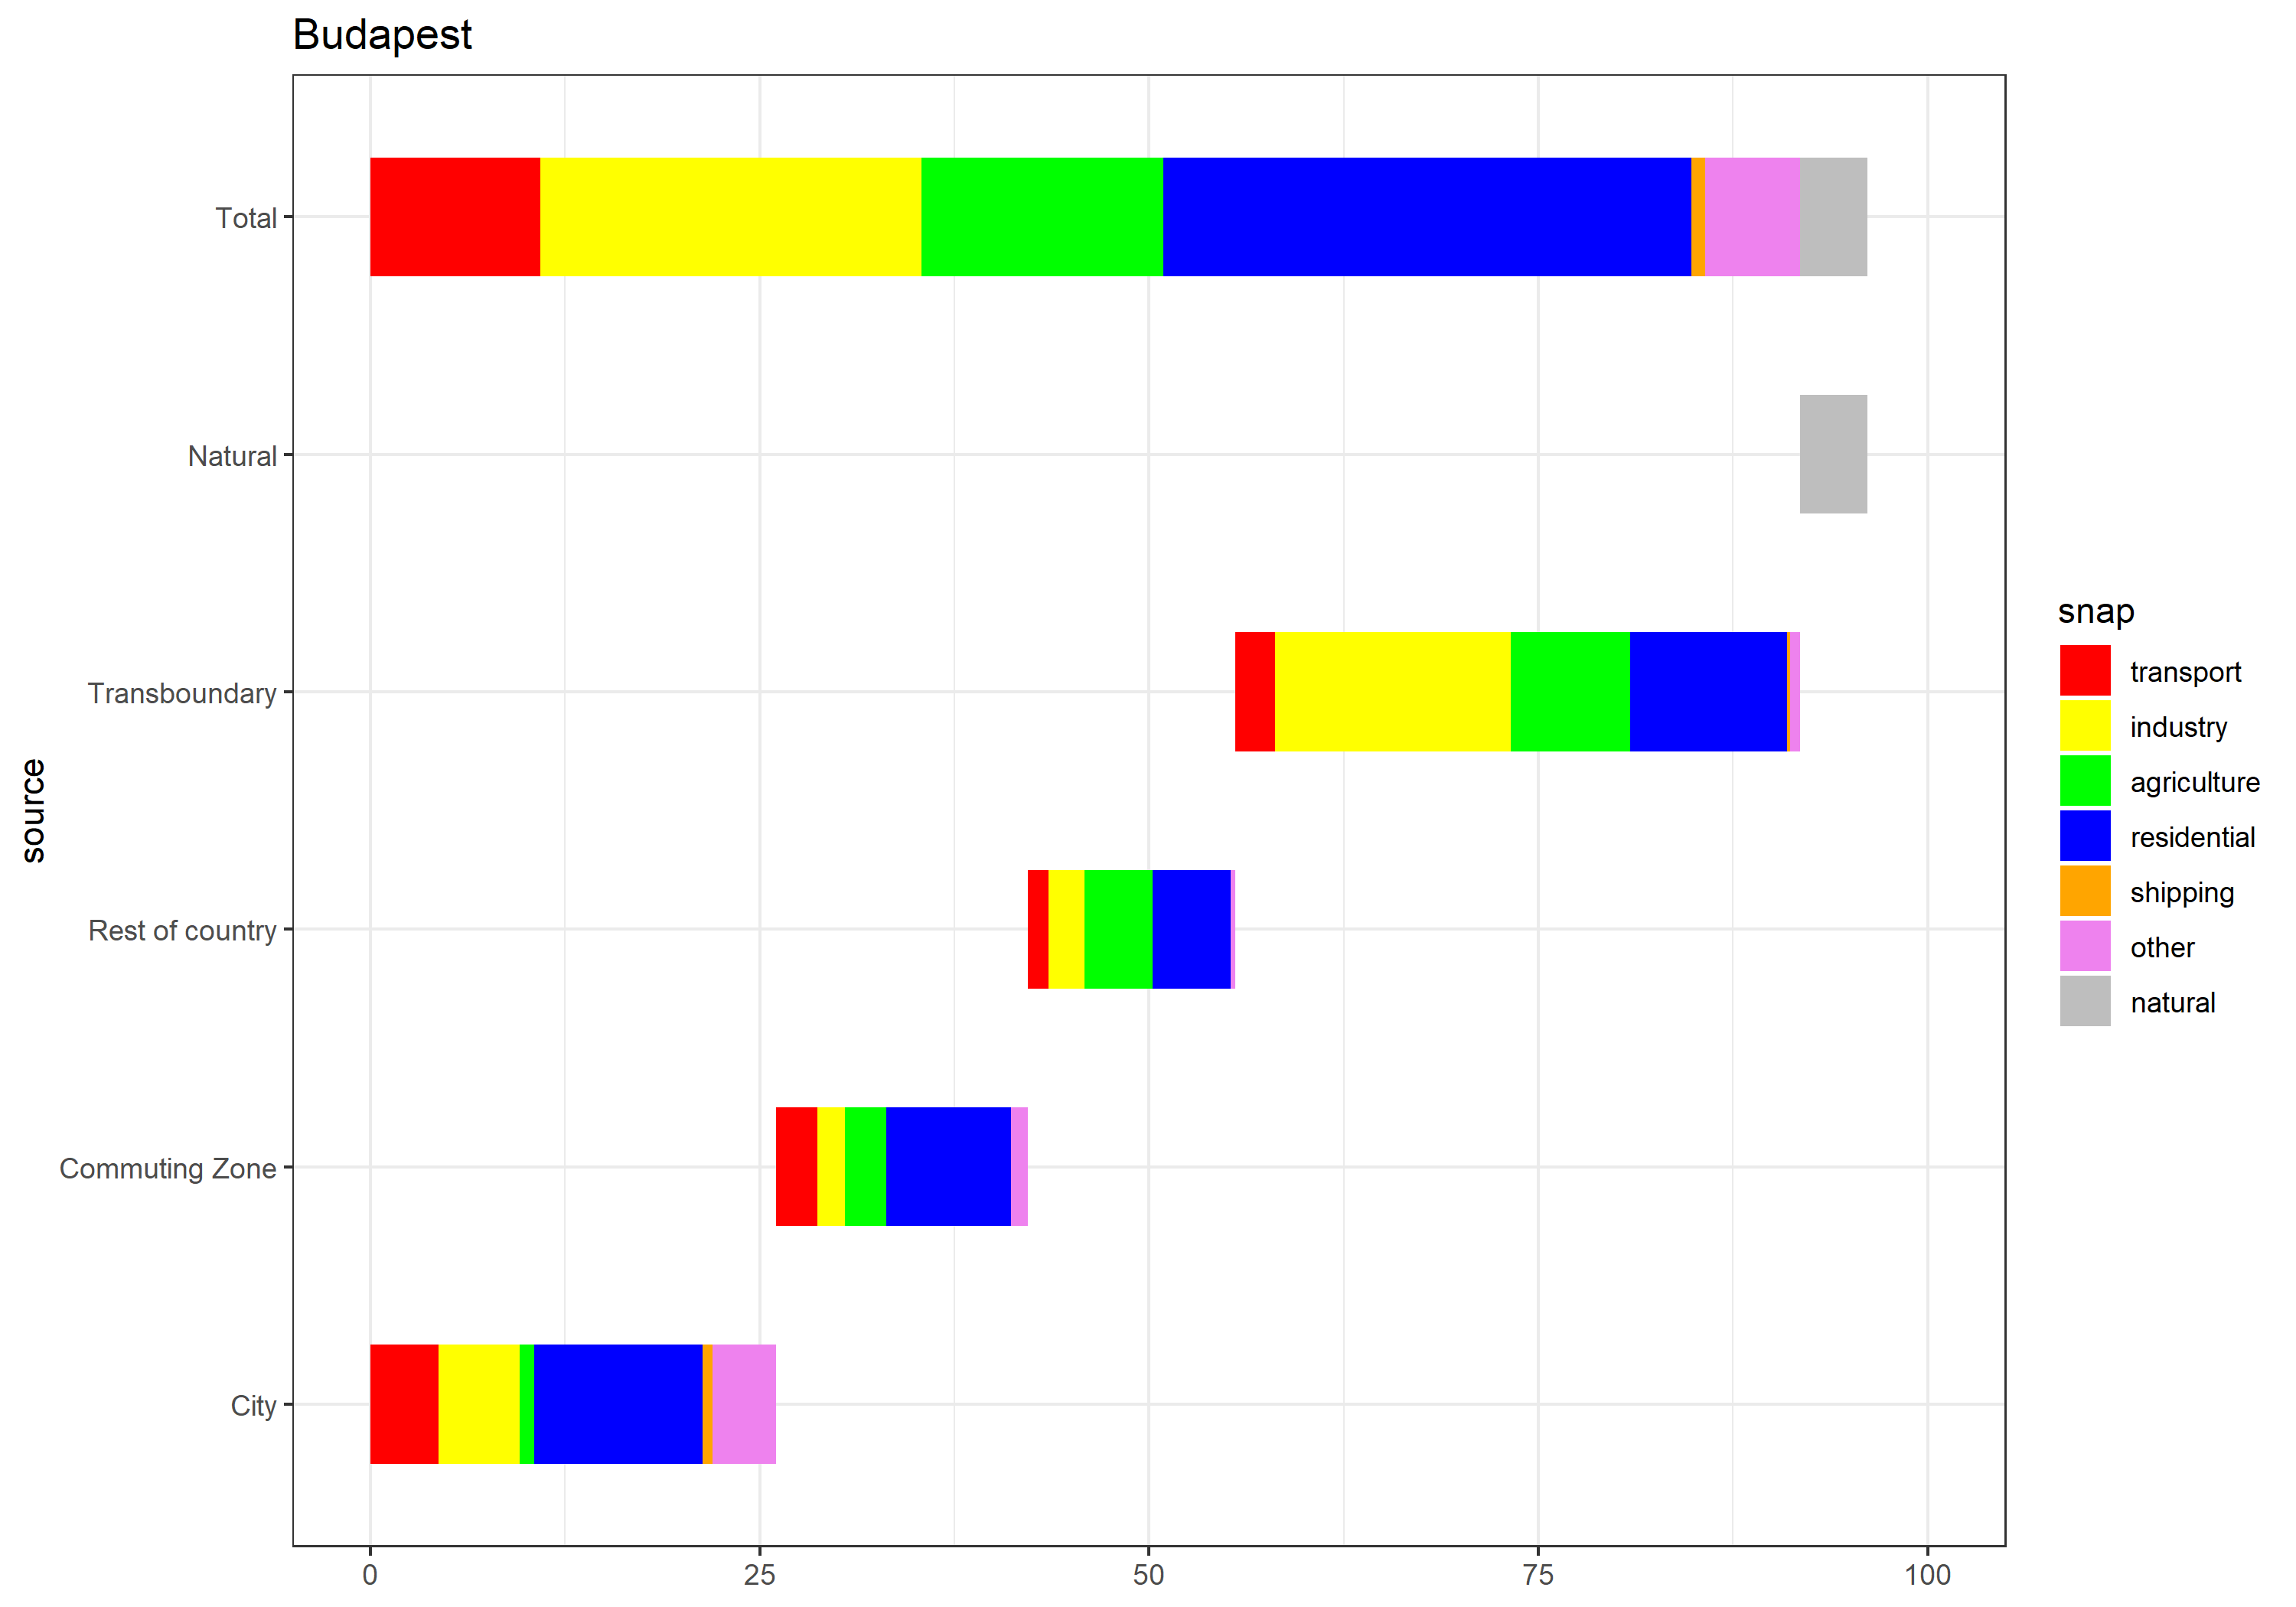 Budapest
Total
Natural
Transboundary
Rest of country
Commuting Zone
City
source
0 25 50 75 100
snap
transport
industry
agriculture
residential
shipping
other
natural